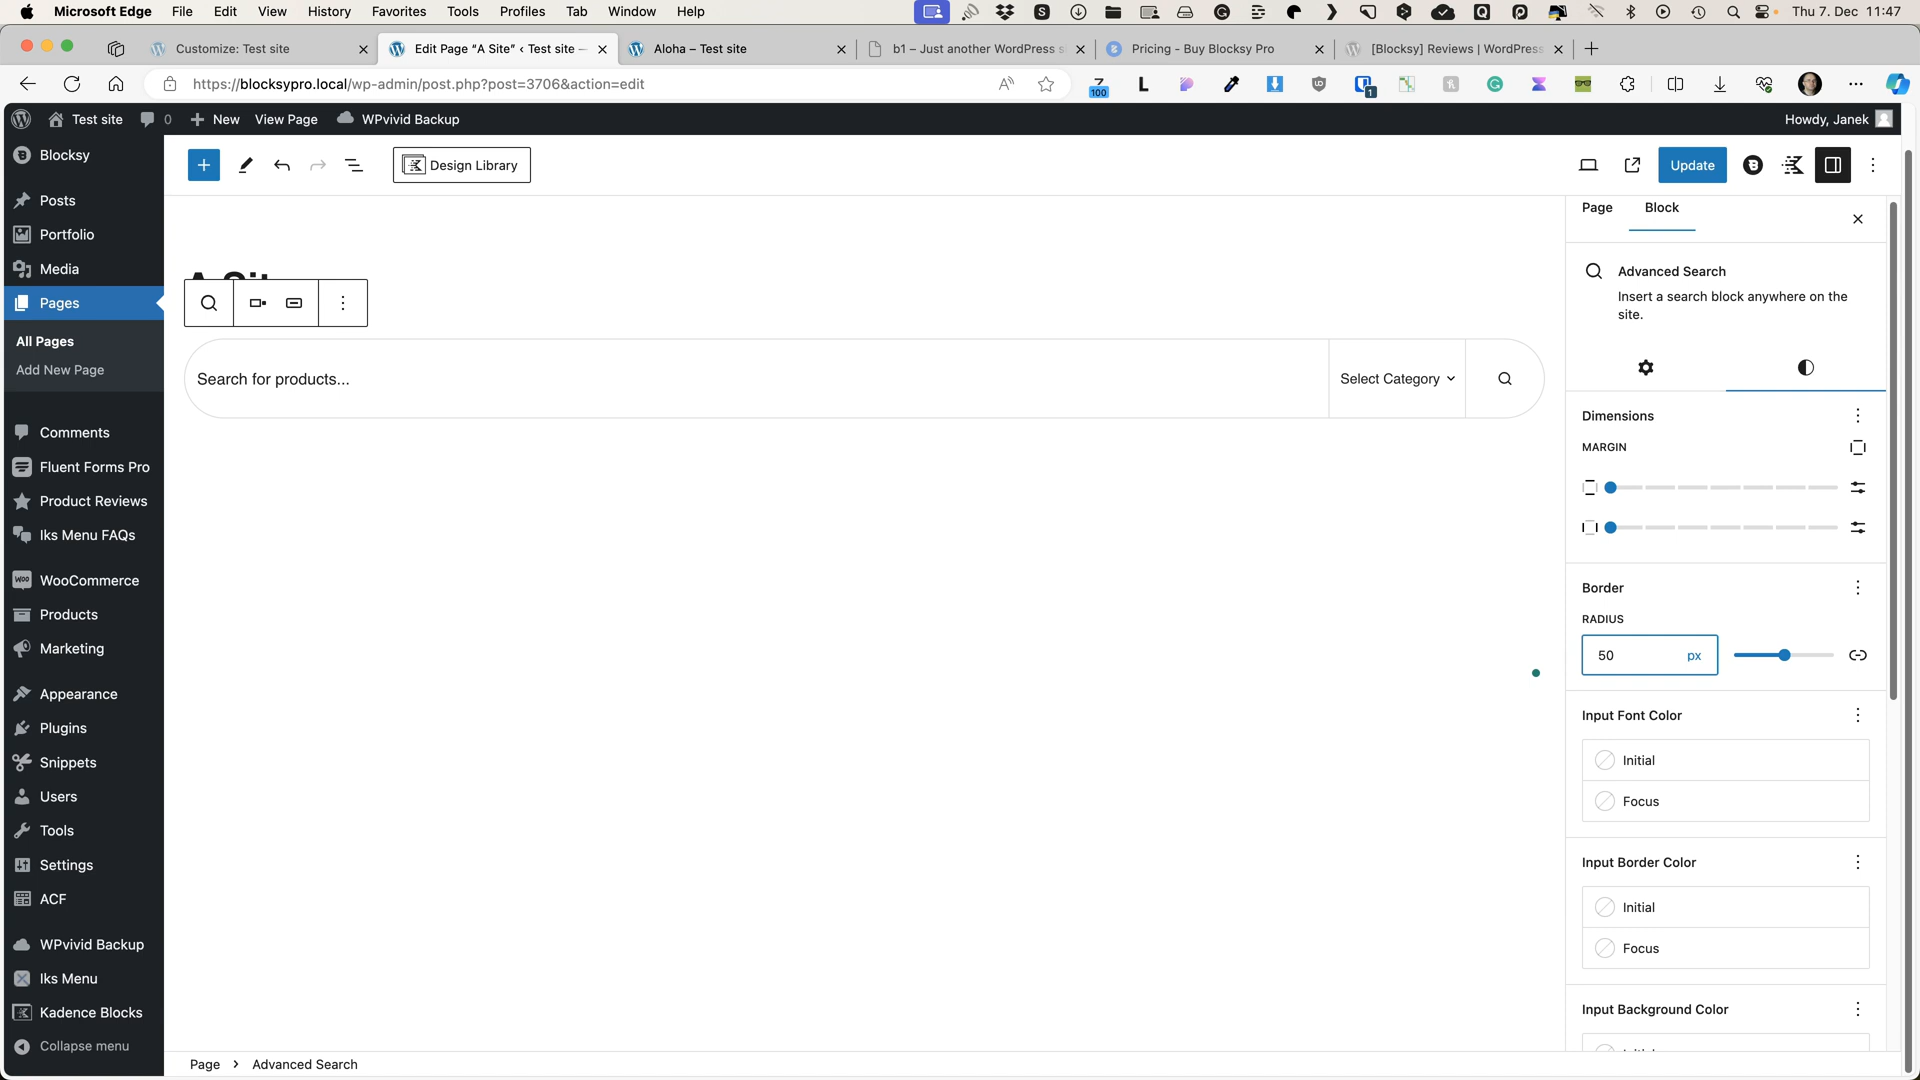 Microsoft Edge File Edit View History Favorites Tools Profiles Tab Window Help Thu 7. Dec 11:47
Customize: Test site
Edit Page “A Site” ‹ Test site —
Aloha – Test site
b1 – Just another WordPress s
Pricing - Buy Blocksy Pro
[Blocksy] Reviews | WordPress
https://blocksypro.local/wp-admin/post.php?post=3706&action=edit
100
1
Test site 0 New View Page WPvivid Backup Howdy, Janek
Blocksy
Posts
Portfolio
Media
Pages
All Pages
Add New Page
Comments
Fluent Forms Pro
Product Reviews
Iks Menu FAQs
WooCommerce
Products
Marketing
Appearance
Plugins
Snippets
Users
Tools
Settings
ACF
WPvivid Backup
Iks Menu
Kadence Blocks
Collapse menu
Design Library
Update
A Site
Search for products...
Select Category
Page Block
Advanced Search
Insert a search block anywhere on the
site.
Dimensions
MARGIN
Border
RADIUS
50 px
Input Font Color
Initial
Focus
Input Border Color
Initial
Focus
Input Background Color
Page › Advanced Search